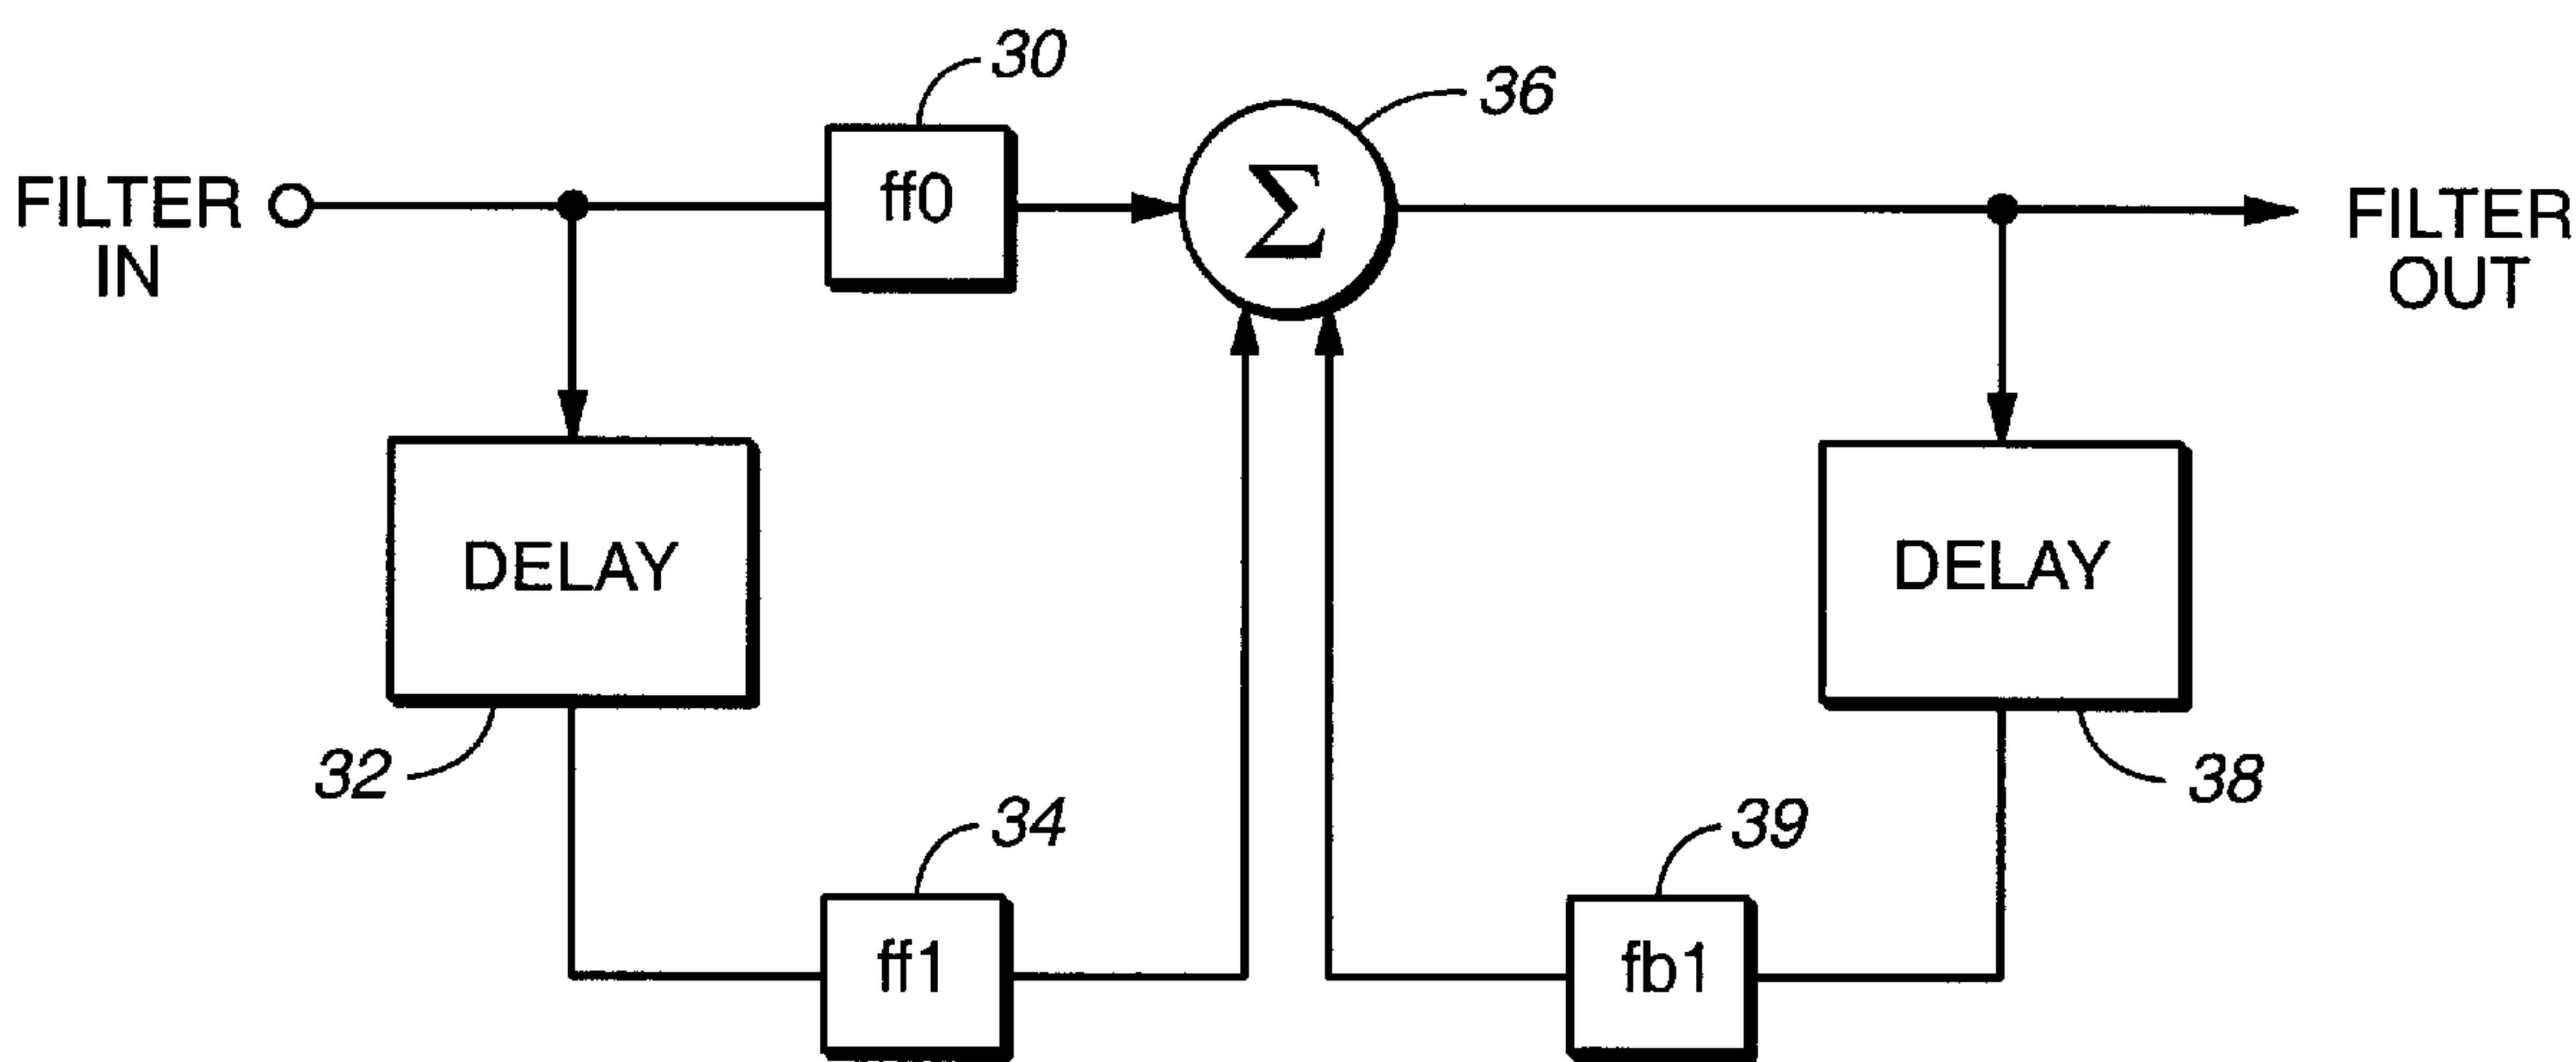 30
36
FILTER
IN
ff0
Σ
FILTER
OUT
DELAY
DELAY
32
38
34
39
ff1
fb1